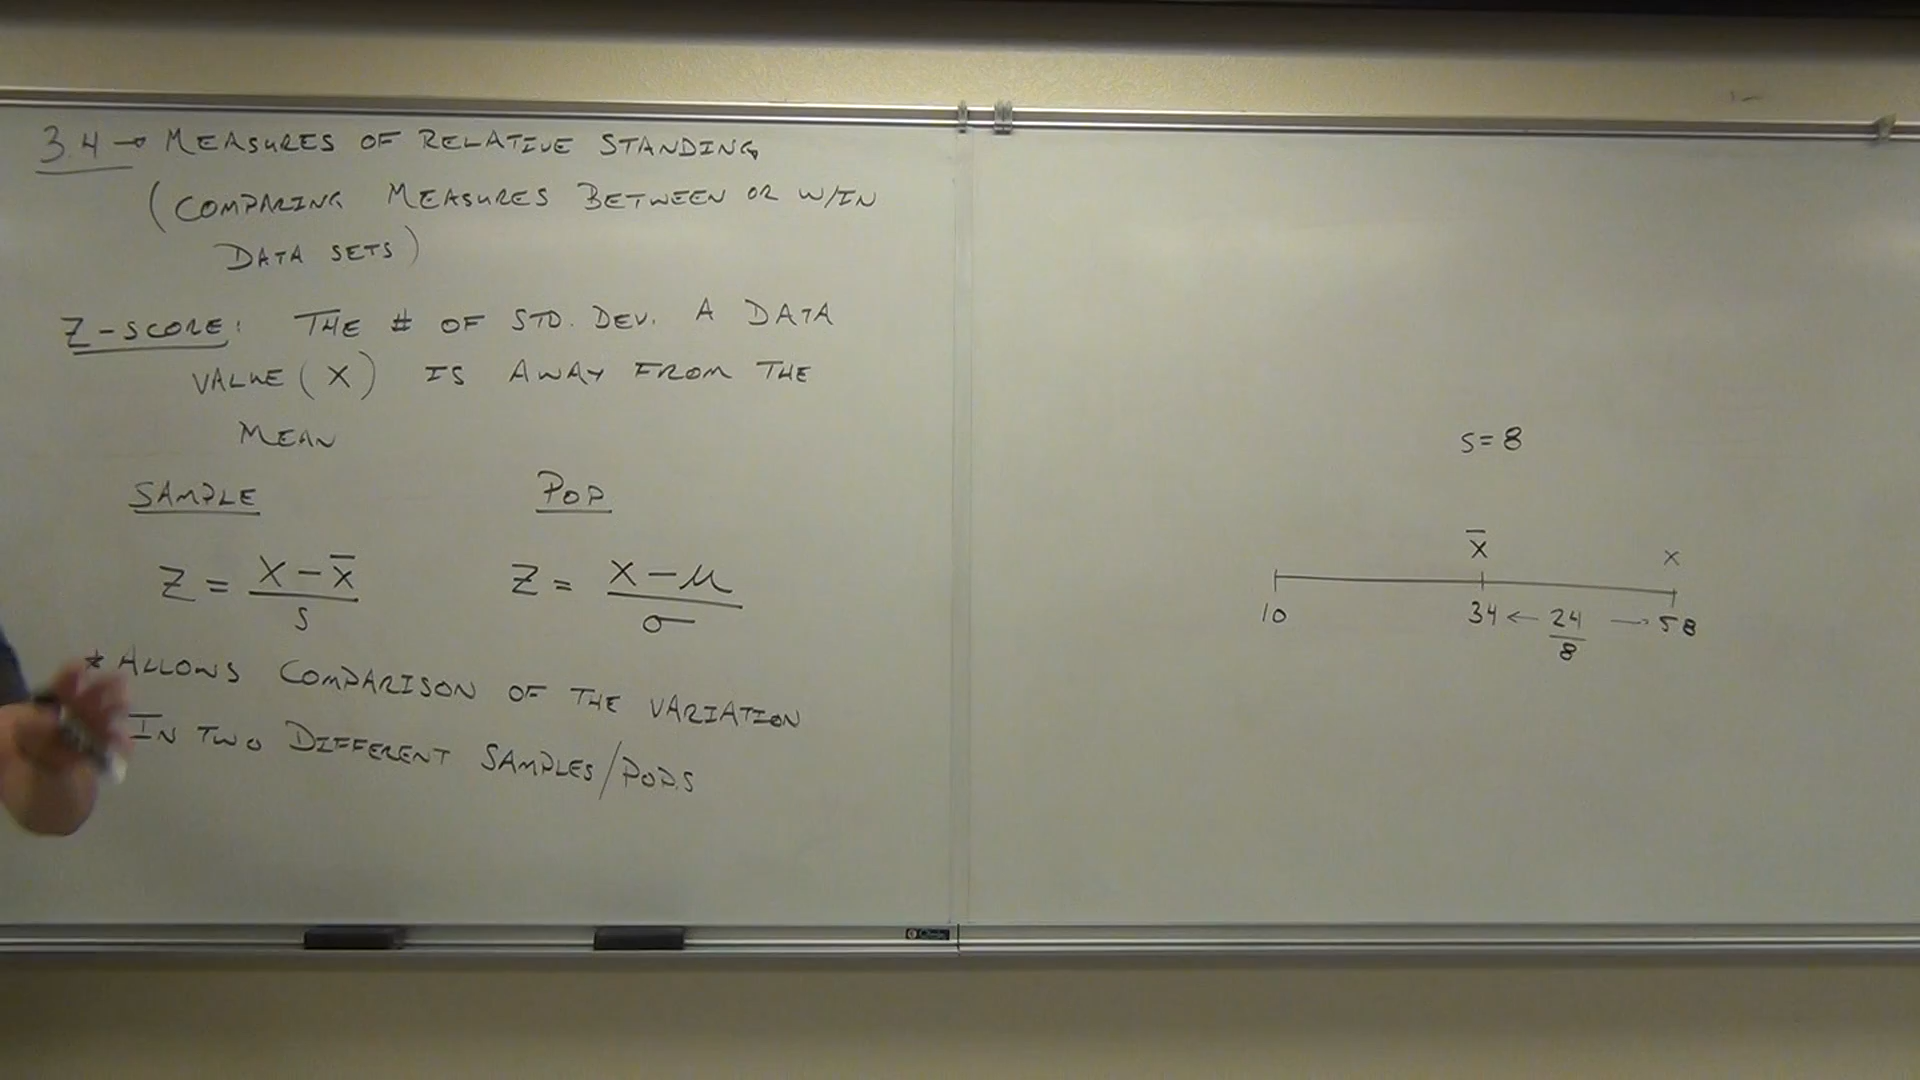 3.4 → MEASURES OF RELATIVE STANDING
(COMPARING MEASURES BETWEEN OR W/IN
DATA SETS)
Z-SCORE: THE # OF STD. DEV. A DATA
VALUE (X) IS AWAY FROM THE
MEAN
SAMPLE
Z = (x - x̄) / s
POP
Z = (x - μ) / σ
* ALLOWS COMPARISON OF THE VARIATION
IN TWO DIFFERENT SAMPLES/POPS
s = 8
x̄ x
10 34 ← 24/8 → 58